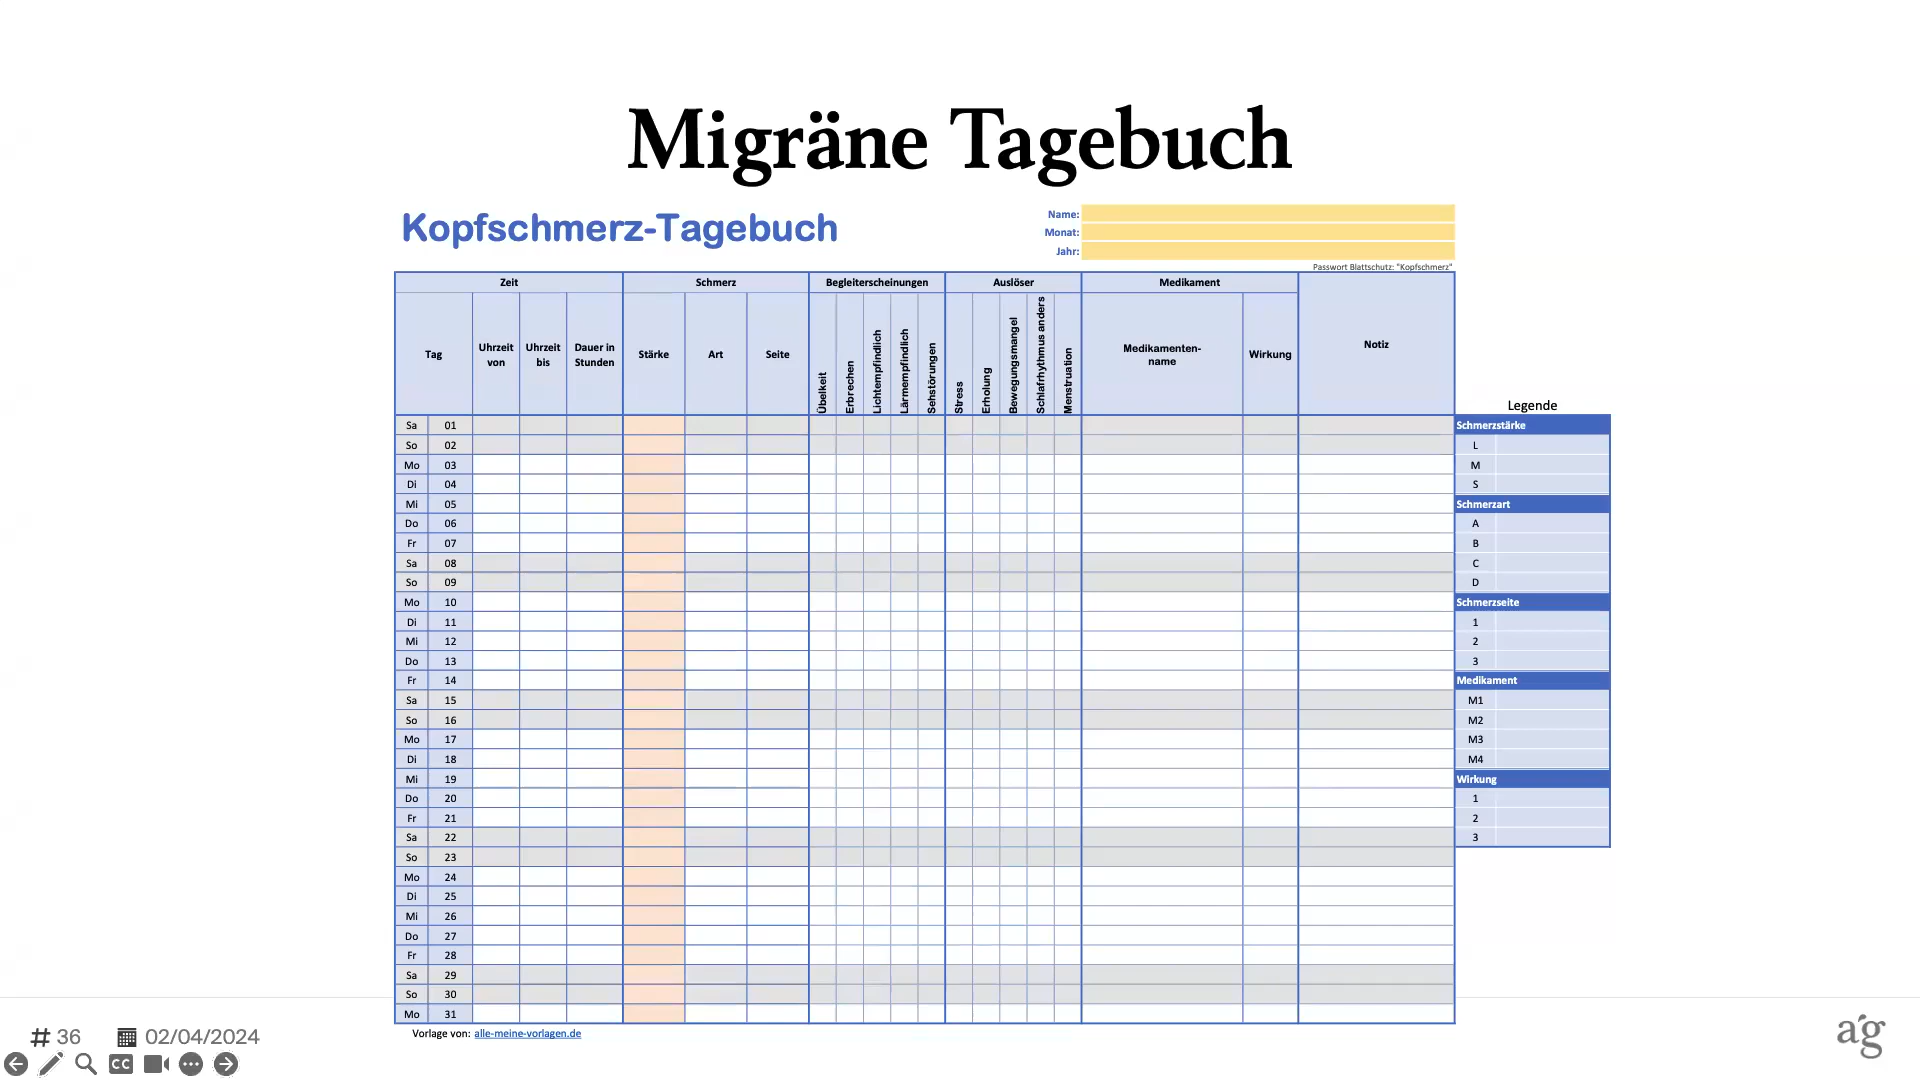 Migräne Tagebuch
Kopfschmerz-Tagebuch
Name:
Monat:
Jahr:
Passwort Blattschutz: "Kopfschmerz"
Zeit Schmerz Begleiterscheinungen Auslöser Medikament Notiz
Tag Uhrzeit von Uhrzeit bis Dauer in Stunden Stärke Art Seite Übelkeit Erbrechen Lichtempfindlich Lärmempfindlich Sehstörungen Stress Erholung Bewegungsmangel Schlafrhythmus anders Menstruation Medikamenten-name Wirkung
Sa 01
So 02
Mo 03
Di 04
Mi 05
Do 06
Fr 07
Sa 08
So 09
Mo 10
Di 11
Mi 12
Do 13
Fr 14
Sa 15
So 16
Mo 17
Di 18
Mi 19
Do 20
Fr 21
Sa 22
So 23
Mo 24
Di 25
Mi 26
Do 27
Fr 28
Sa 29
So 30
Mo 31
Legende
Schmerzstärke
L
M
S
Schmerzart
A
B
C
D
Schmerzseite
1
2
3
Medikament
M1
M2
M3
M4
Wirkung
1
2
3
Vorlage von: alle-meine-vorlagen.de
# 36 02/04/2024
CC
ag